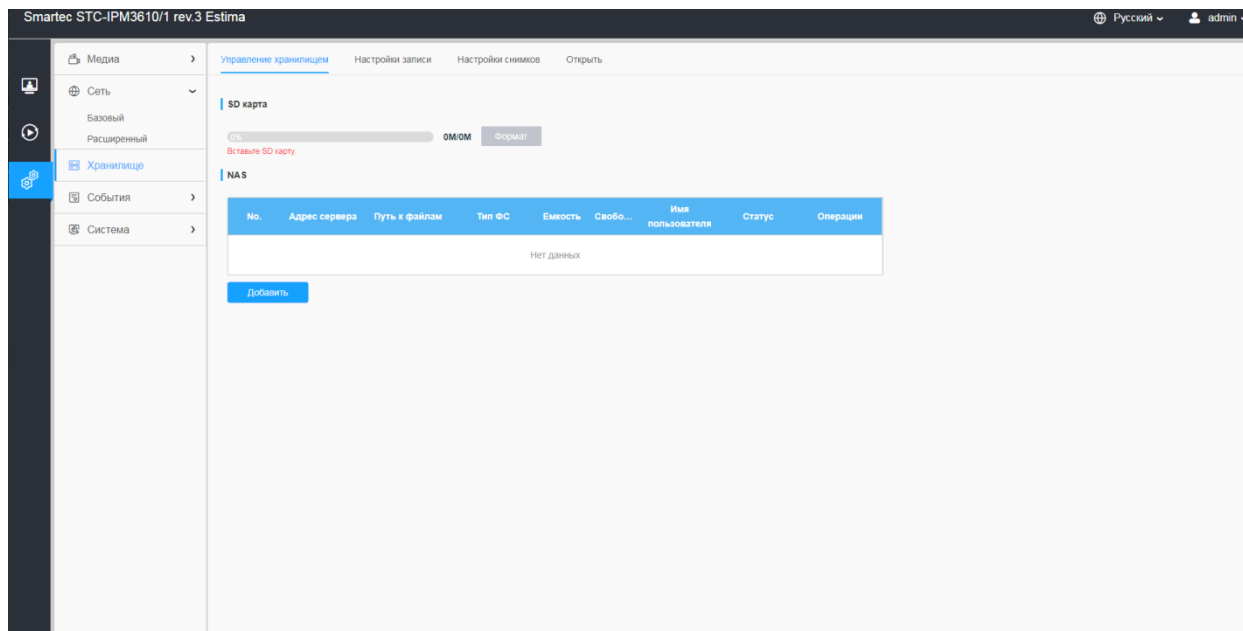 Smartec STC-IPM3610/1 rev.3 Estima
Русский
admin
Медиа
Сеть
Базовый
Расширенный
Хранилище
События
Система
Управление хранилищем
Настройки записи
Настройки снимков
Открыть
SD карта
0%
0M/0M
Формат
Вставьте SD карту.
NAS
No.
Адрес сервера
Путь к файлам
Тип ФС
Емкость
Свобо...
Имя
пользователя
Статус
Операции
Нет данных
Добавить